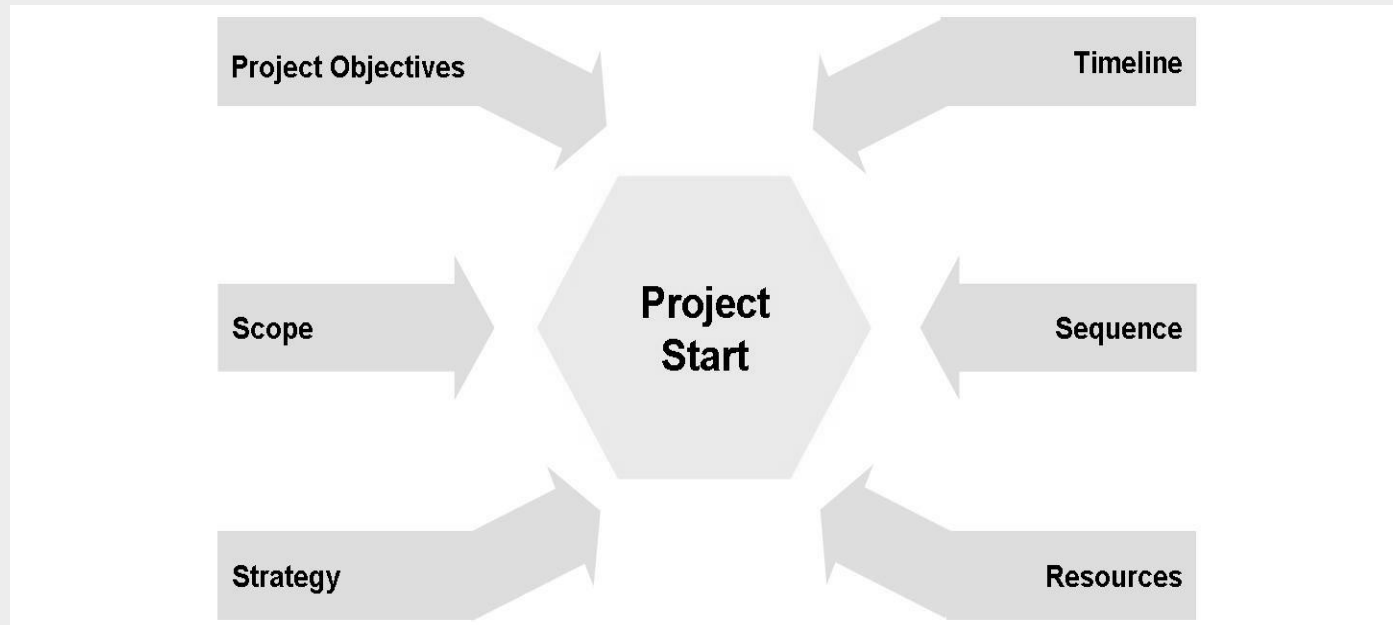 Project Objectives
Timeline
Scope
Project
Start
Sequence
Strategy
Resources